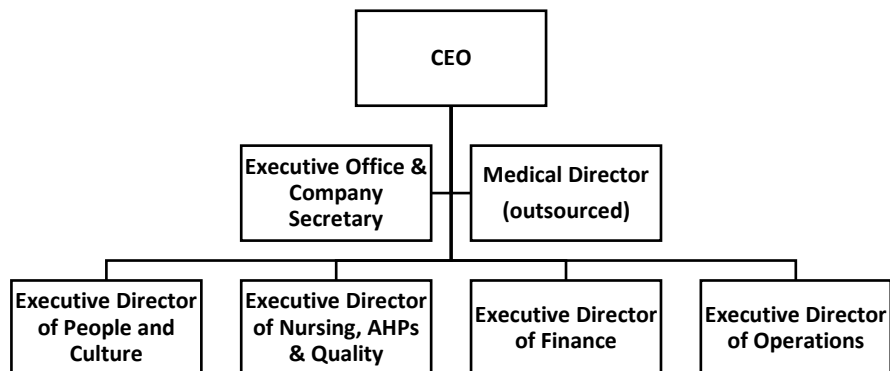 CEO
Executive Office &
Company
Secretary
Medical Director
(outsourced)
Executive Director
of People and
Culture
Executive Director
of Nursing, AHPs
& Quality
Executive Director
of Finance
Executive Director
of Operations